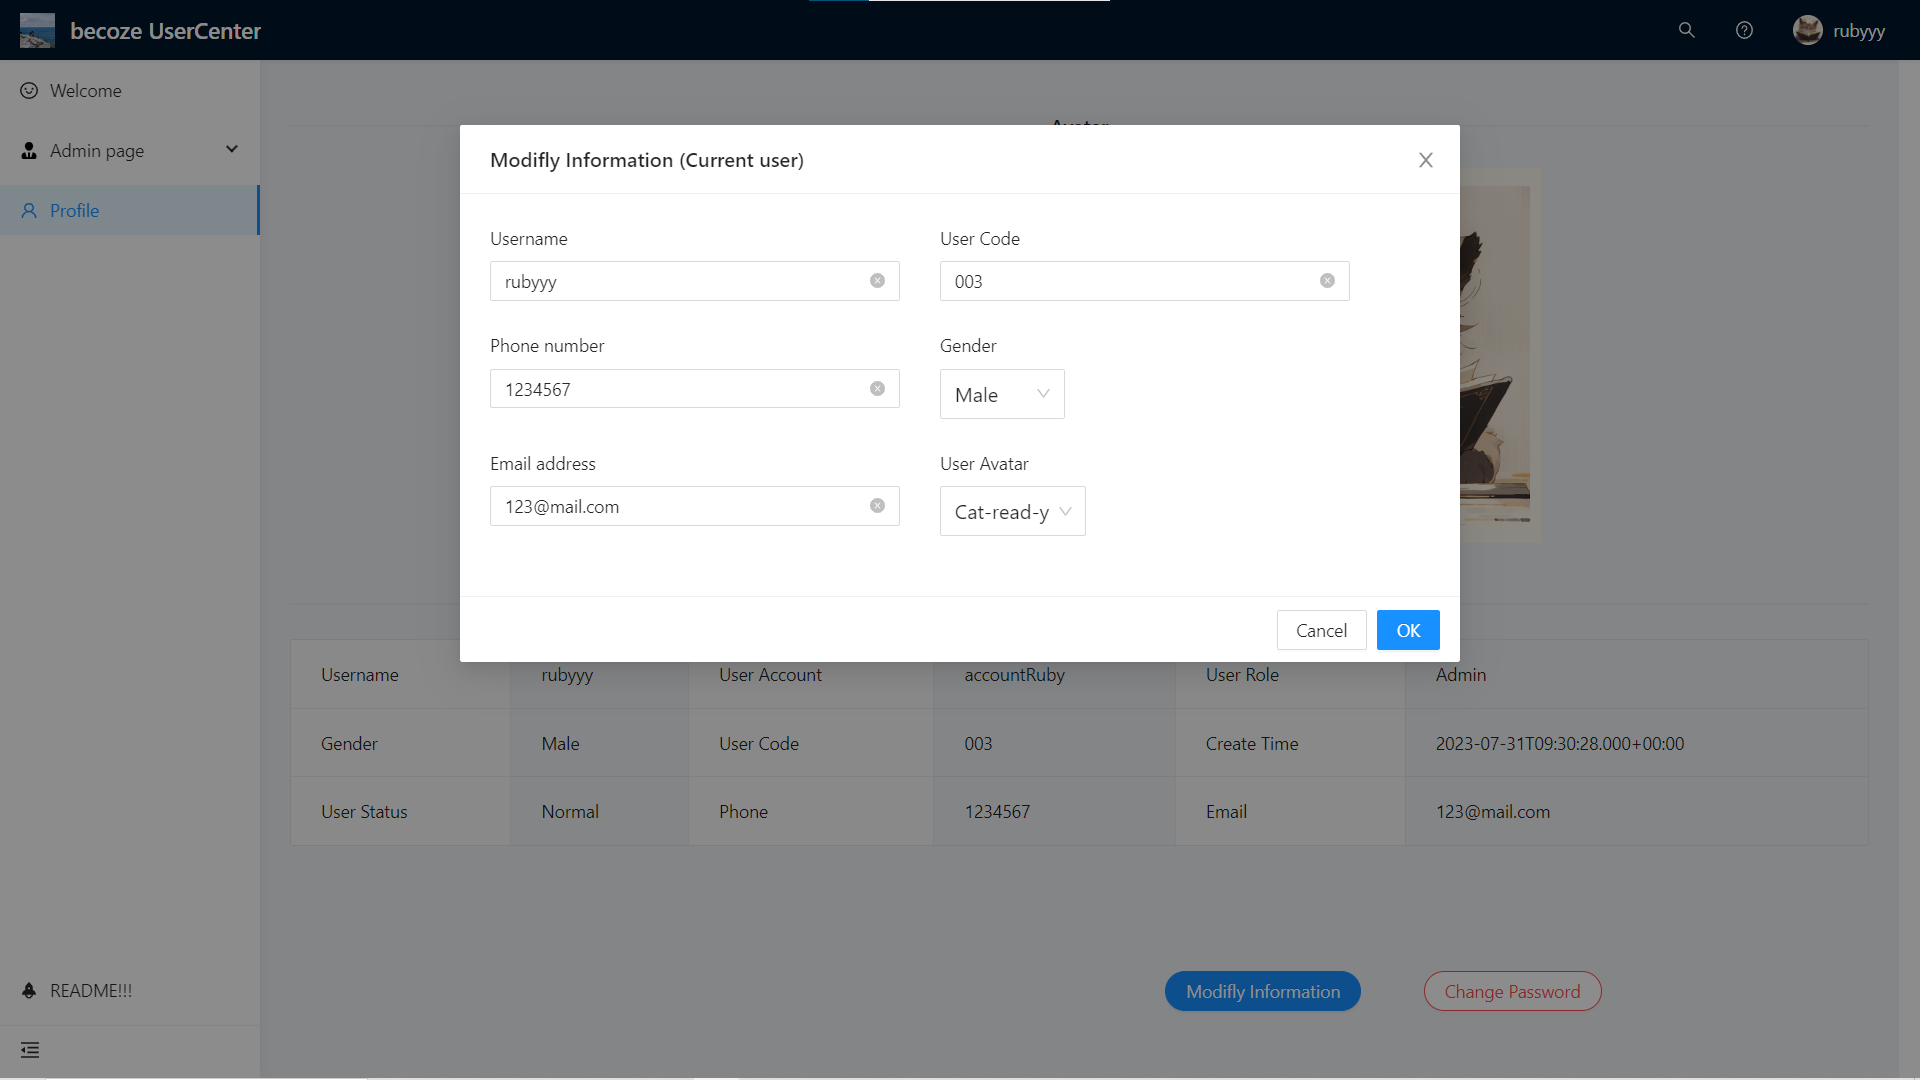 becoze UserCenter
rubyyy
Welcome
Admin page
Profile
Modifly Information (Current user)
Username
User Code
rubyyy
003
Phone number
Gender
1234567
Male
Email address
User Avatar
123@mail.com
Cat-read-y
Cancel
OK
Username rubyyy User Account accountRuby User Role Admin
Gender Male User Code 003 Create Time 2023-07-31T09:30:28.000+00:00
User Status Normal Phone 1234567 Email 123@mail.com
README!!!
Modifly Information
Change Password